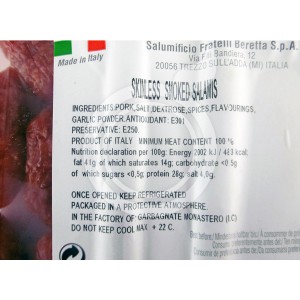 Salumificio Fratelli Beretta S.p.A.
Via F.lli Bandiera, 12
20056 TREZZO SULL'ADDA (MI) ITALIA
Made in Italy
SKINLESS SMOKED SALAMIS
INGREDIENTS:PORK,SALT,DEXTROSE,SPICES,FLAVOURINGS,
GARLIC POWDER.ANTIOXIDANT: E301
PRESERVATIVE: E250.
PRODUCT OF ITALY MINIMUM MEAT CONTENT 100 %
Nutrition declaration per 100g: Energy 2002 kJ / 483 kcal
fat 41g of which saturates 14g; carbohydrate <0.5g
of which sugars <0,5g; protein 28g; salt 4,0g.
ONCE OPENED KEEP REFRIGERATED
PACKAGED IN A PROTECTIVE ATMOSPHERE.
IN THE FACTORY OF: GARBAGNATE MONASTERO (LC)
DO NOT KEEP COOL MAX + 22 C.